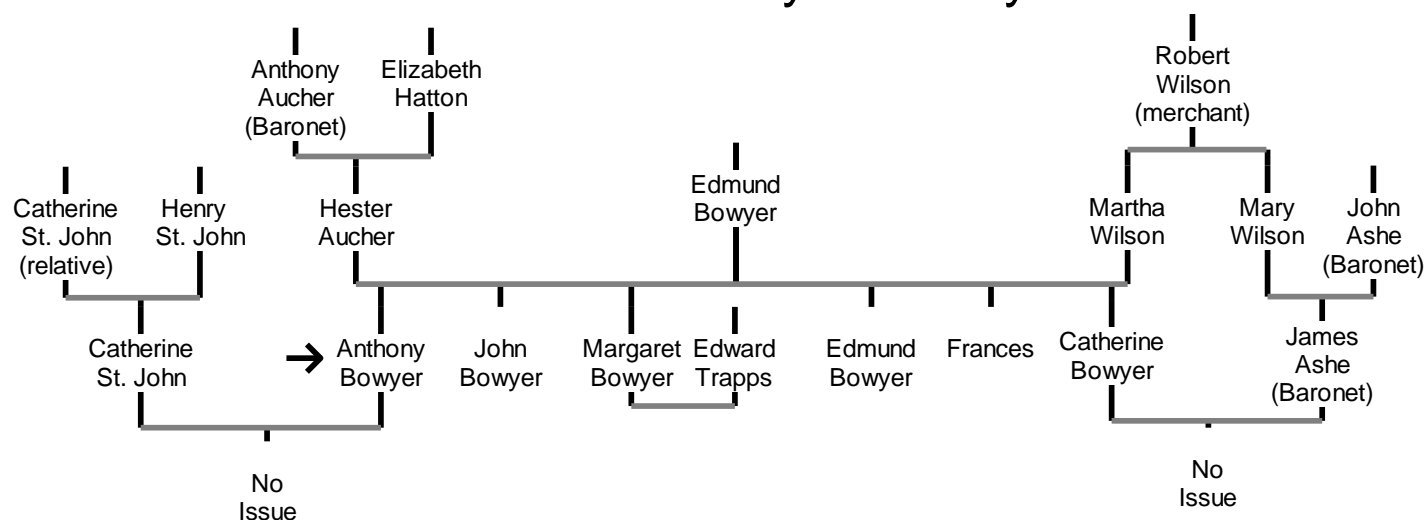 Anthony
Aucher
(Baronet)
Elizabeth
Hatton
Robert
Wilson
(merchant)
Catherine
St. John
(relative)
Henry
St. John
Hester
Aucher
Edmund
Bowyer
Martha
Wilson
Mary
Wilson
John
Ashe
(Baronet)
Catherine
St. John
→ Anthony
Bowyer
John
Bowyer
Margaret
Bowyer
Edward
Trapps
Edmund
Bowyer
Frances
Catherine
Bowyer
James
Ashe
(Baronet)
No
Issue
No
Issue